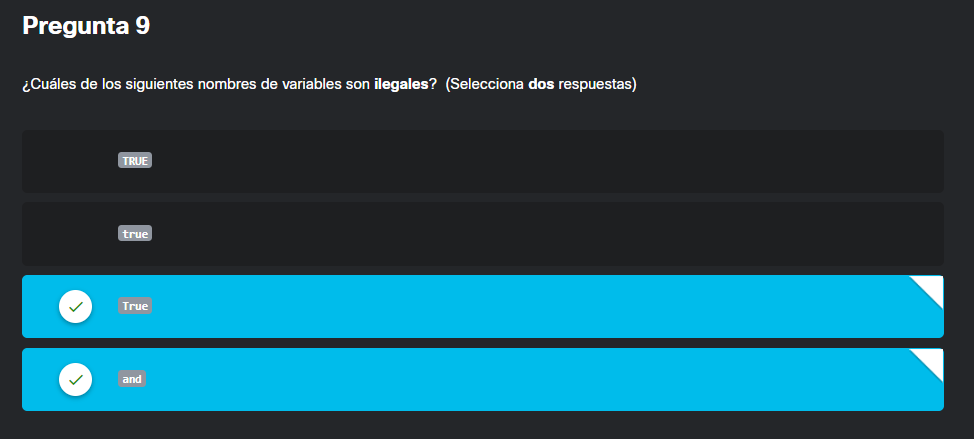 Pregunta 9
¿Cuáles de los siguientes nombres de variables son ilegales? (Selecciona dos respuestas)
TRUE
true
True
and